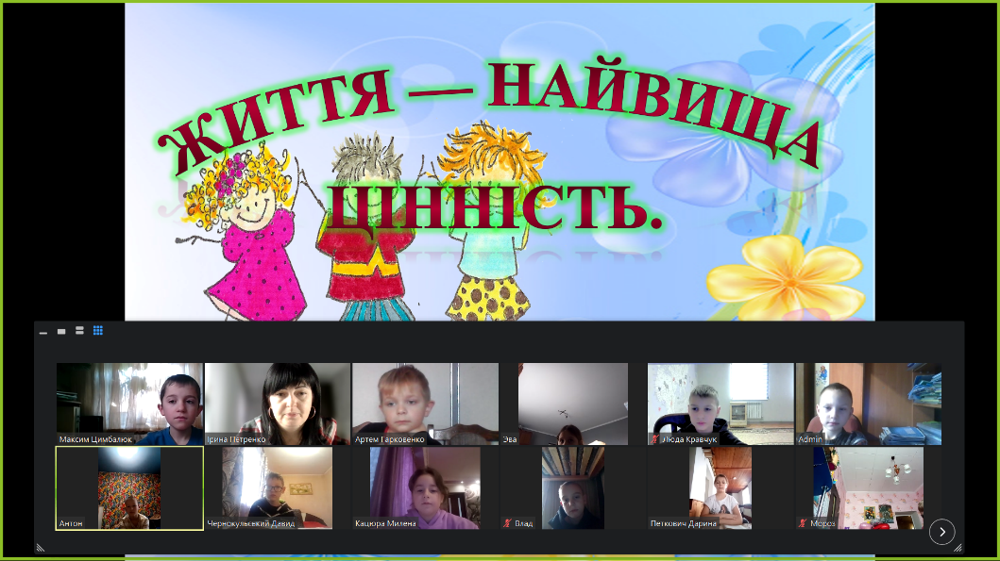 ЖИТТЯ — НАЙВИЩА
ЦІННІСТЬ.
Максим Цимбалюк
Ірина Петренко
Артем Гарковенко
Эва
Люда Кравчук
Admin
Антон
Чернокульський Давид
Кацюра Милена
Влад
Петкович Дарина
Мороз